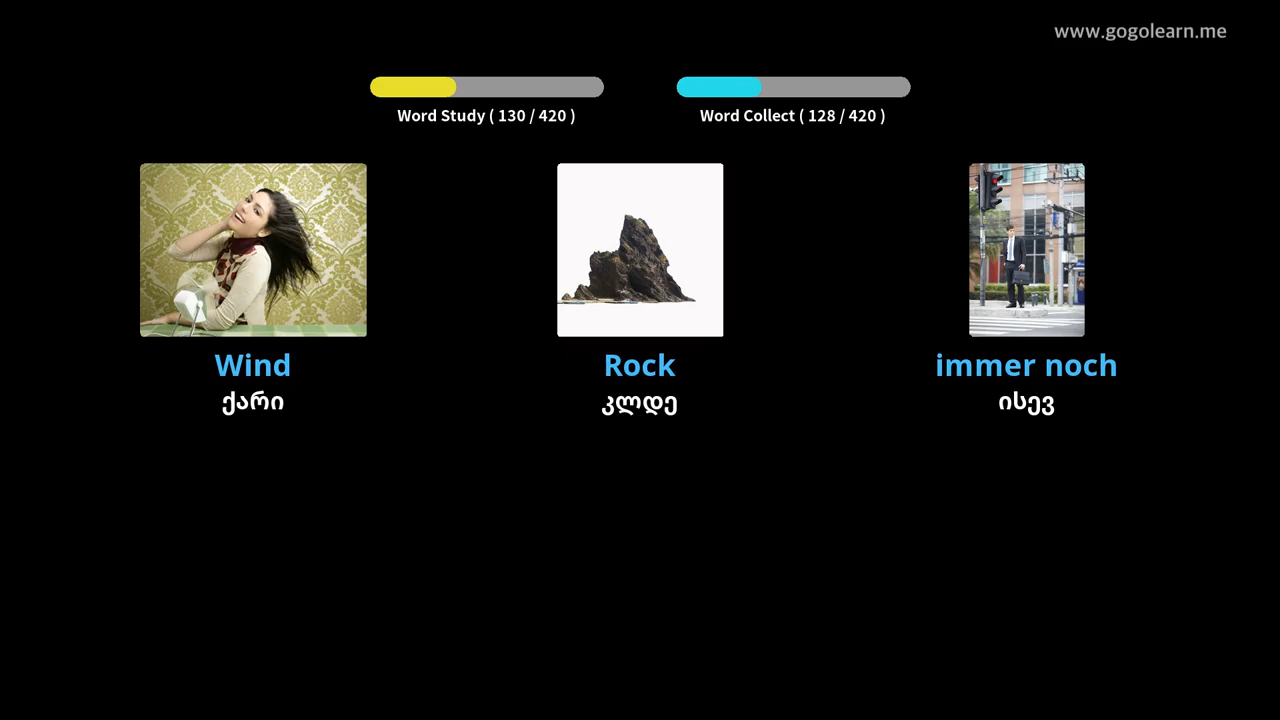 www.gogolearn.me
Word Study ( 130 / 420 )
Word Collect ( 128 / 420 )
Wind
ქარი
Rock
კლდე
immer noch
ისევ